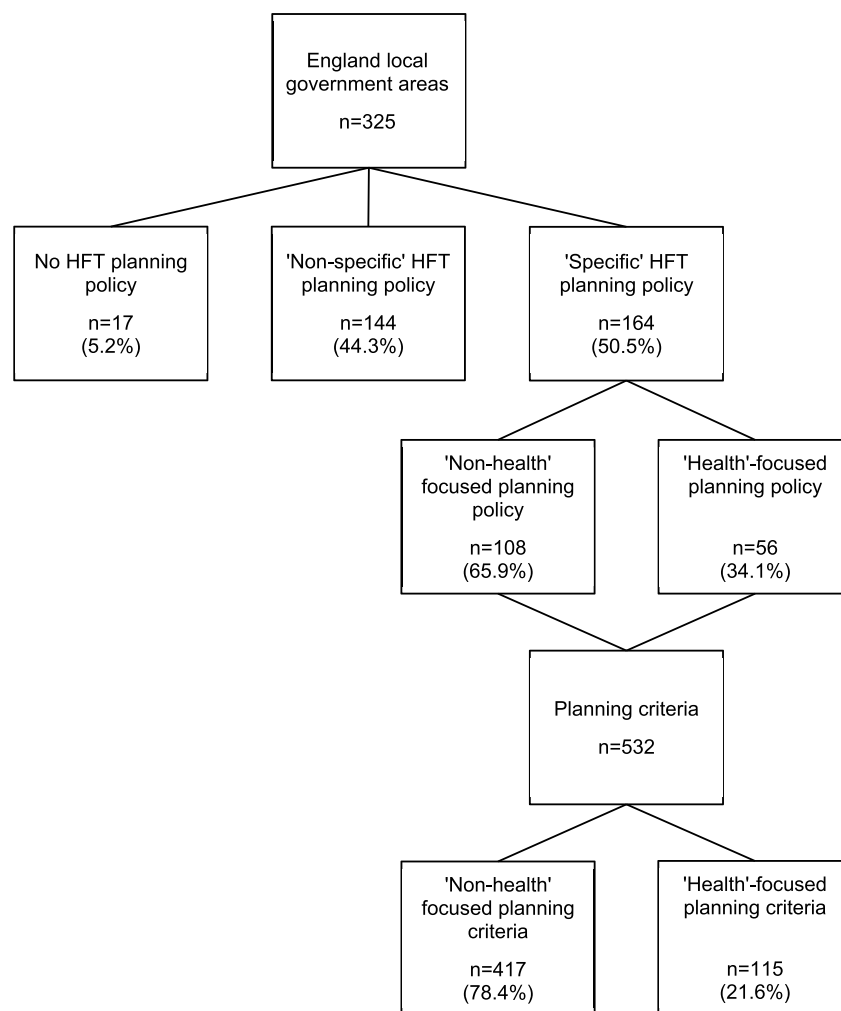 England local
government areas
n=325
No HFT planning
policy
n=17
(5.2%)
'Non-specific' HFT
planning policy
n=144
(44.3%)
'Specific' HFT
planning policy
n=164
(50.5%)
'Non-health'
focused planning
policy
n=108
(65.9%)
'Health'-focused
planning policy
n=56
(34.1%)
Planning criteria
n=532
'Non-health'
focused planning
criteria
n=417
(78.4%)
'Health'-focused
planning criteria
n=115
(21.6%)